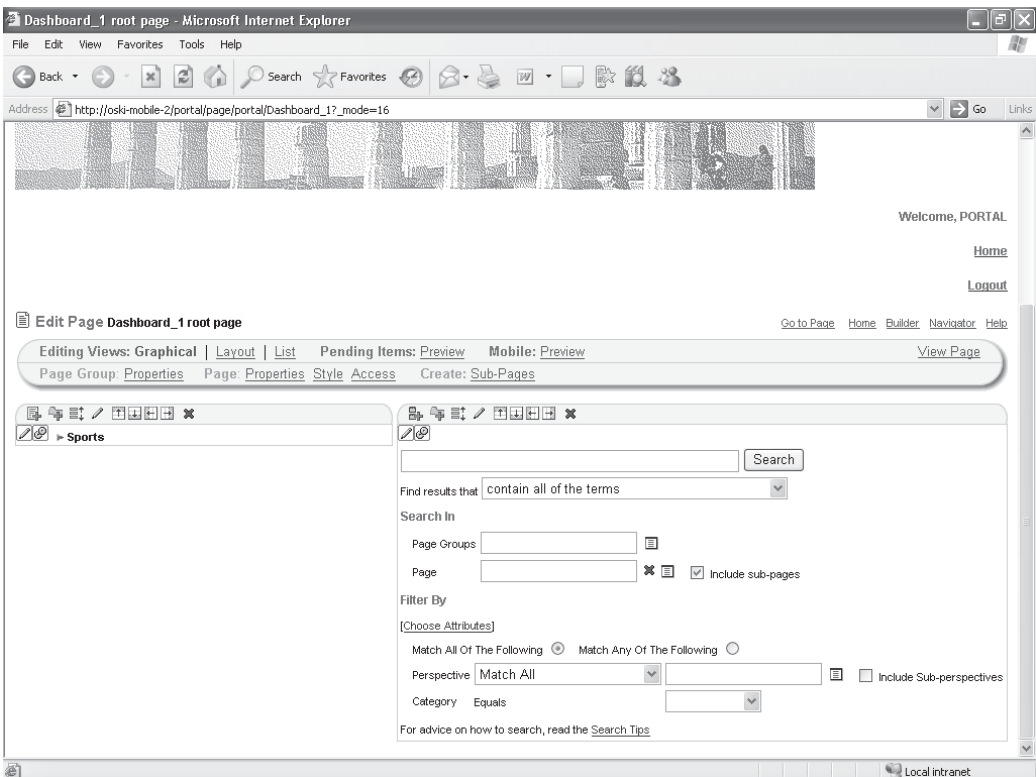 Dashboard_1 root page - Microsoft Internet Explorer
File Edit View Favorites Tools Help
Back Search Favorites
Address http://oski-mobile-2/portal/page/portal/Dashboard_1?_mode=16 Go Links
Welcome, PORTAL
Home
Logout
Edit Page Dashboard_1 root page Go to Page Home Builder Navigator Help
Editing Views: Graphical | Layout | List Pending Items: Preview Mobile: Preview View Page
Page Group: Properties Page: Properties Style Access Create: Sub-Pages
Sports
Search
Find results that contain all of the terms
Search In
Page Groups
Page Include sub-pages
Filter By
[Choose Attributes]
Match All Of The Following Match Any Of The Following
Perspective Match All Include Sub-perspectives
Category Equals
For advice on how to search, read the Search Tips
Local intranet